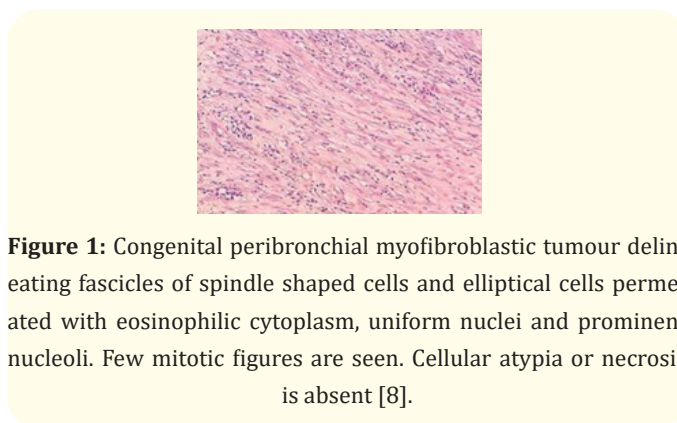 Figure 1: Congenital peribronchial myofibroblastic tumour delin
eating fascicles of spindle shaped cells and elliptical cells perme
ated with eosinophilic cytoplasm, uniform nuclei and prominen
nucleoli. Few mitotic figures are seen. Cellular atypia or necrosi
is absent [8].